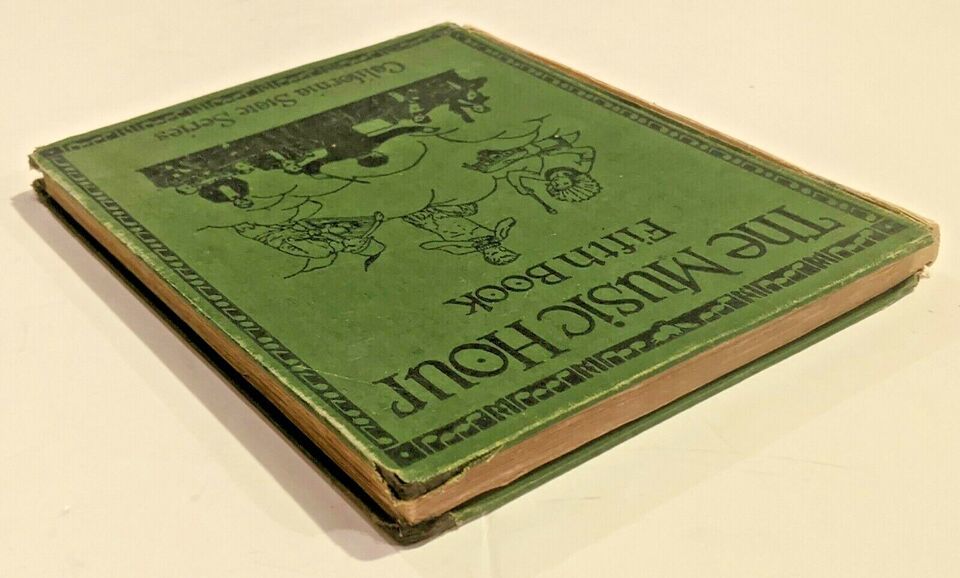 The Music Hour
Fifth Book
California State Series